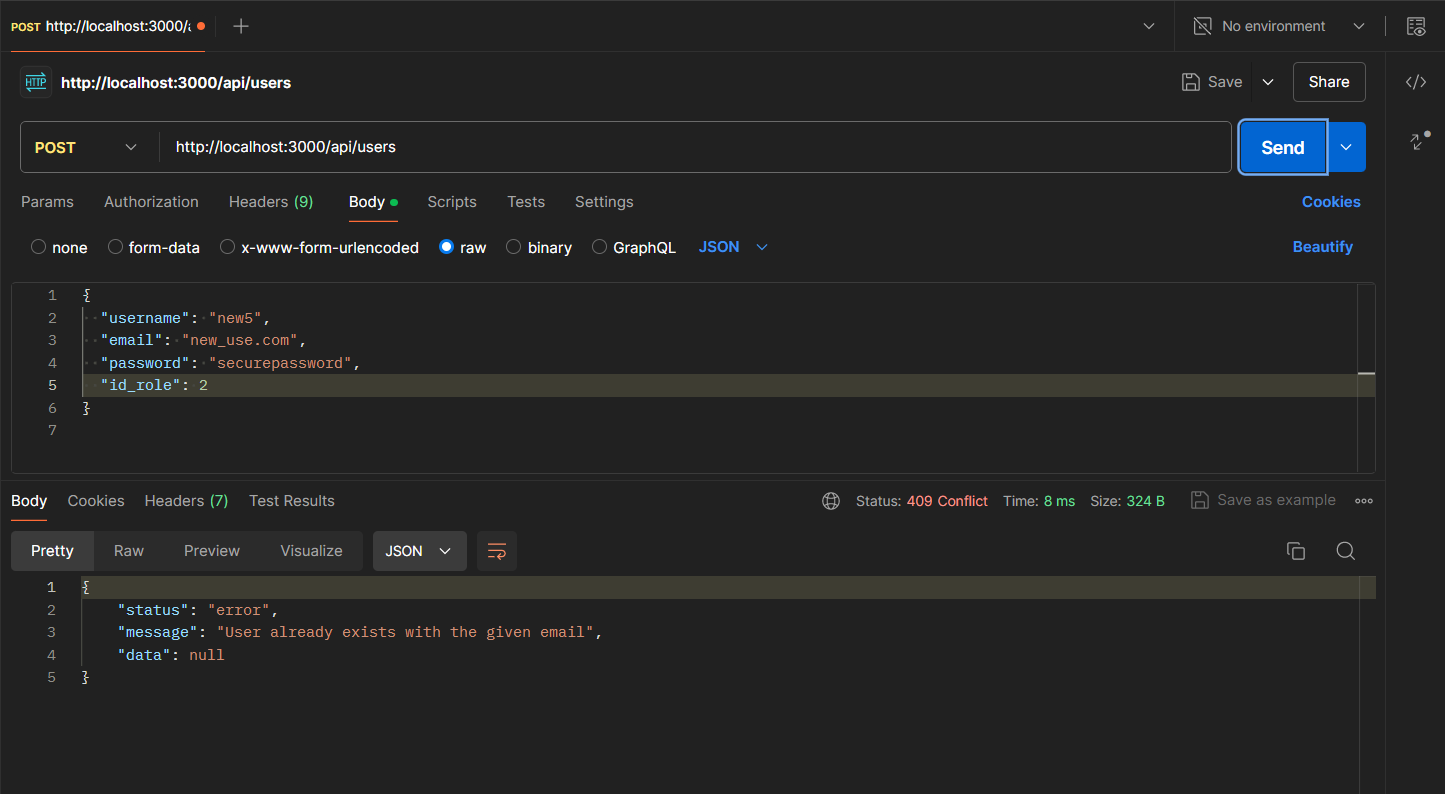 POST http://localhost:3000/a
No environment
HTTP http://localhost:3000/api/users
Save
Share
POST http://localhost:3000/api/users
Send
Params Authorization Headers (9) Body Scripts Tests Settings
Cookies
none form-data x-www-form-urlencoded raw binary GraphQL JSON
Beautify
1 {
2 "username": "new5",
3 "email": "new_use.com",
4 "password": "securepassword",
5 "id_role": 2
6 }
7
Body Cookies Headers (7) Test Results
Status: 409 Conflict Time: 8 ms Size: 324 B
Save as example
Pretty Raw Preview Visualize JSON
1 {
2 "status": "error",
3 "message": "User already exists with the given email",
4 "data": null
5 }